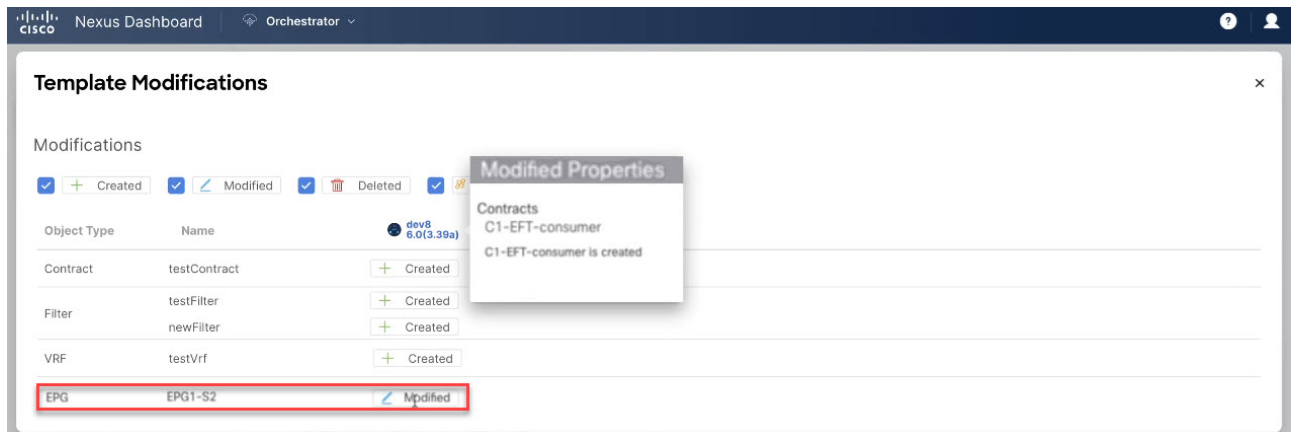 cisco Nexus Dashboard Orchestrator
Template Modifications
Modifications
Created Modified Deleted
Modified Properties
Contracts
C1-EFT-consumer
C1-EFT-consumer is created
Object Type Name dev8
6.0(3.39a)
Contract testContract Created
Filter testFilter Created
newFilter Created
VRF testVrf Created
EPG EPG1-S2 Modified